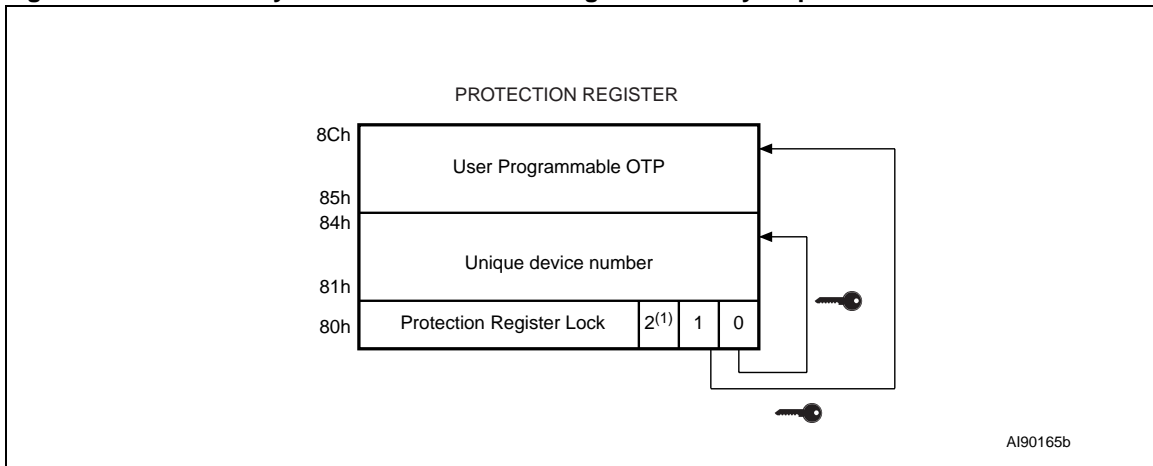 PROTECTION REGISTER
8Ch
User Programmable OTP
85h
84h
Unique device number
81h
80h Protection Register Lock 2(1) 1 0
AI90165b